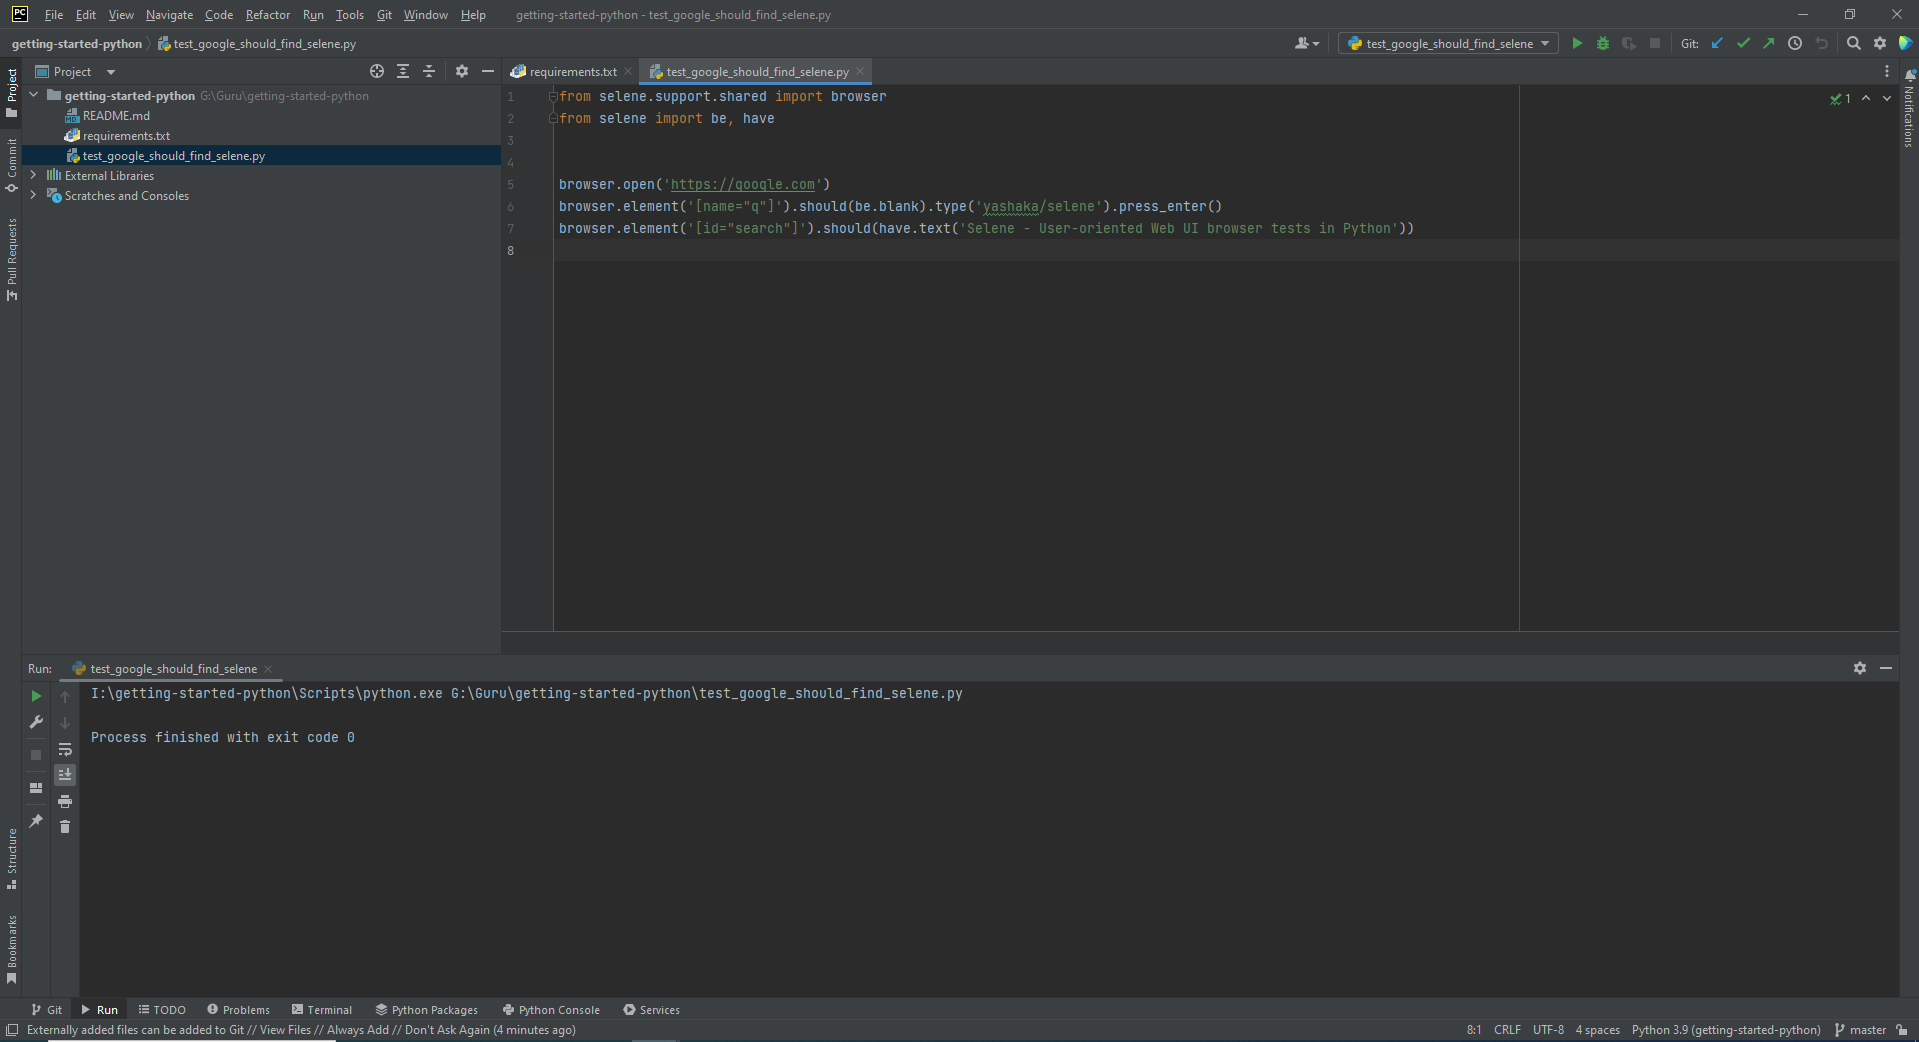 PC File Edit View Navigate Code Refactor Run Tools Git Window Help getting-started-python - test_google_should_find_selene.py
getting-started-python test_google_should_find_selene.py test_google_should_find_selene Git:
Project
Commit
Pull Requests
Structure
Bookmarks
Notifications
Project
getting-started-python G:\Guru\getting-started-python
README.md
requirements.txt
test_google_should_find_selene.py
External Libraries
Scratches and Consoles
requirements.txt test_google_should_find_selene.py
1 from selene.support.shared import browser
2 from selene import be, have
3
4
5 browser.open('https://google.com')
6 browser.element('[name="q"]').should(be.blank).type('yashaka/selene').press_enter()
7 browser.element('[id="search"]').should(have.text('Selene - User-oriented Web UI browser tests in Python'))
8
1
Run: test_google_should_find_selene
I:\getting-started-python\Scripts\python.exe G:\Guru\getting-started-python\test_google_should_find_selene.py
Process finished with exit code 0
Git Run TODO Problems Terminal Python Packages Python Console Services
Externally added files can be added to Git // View Files // Always Add // Don't Ask Again (4 minutes ago) 8:1 CRLF UTF-8 4 spaces Python 3.9 (getting-started-python) master